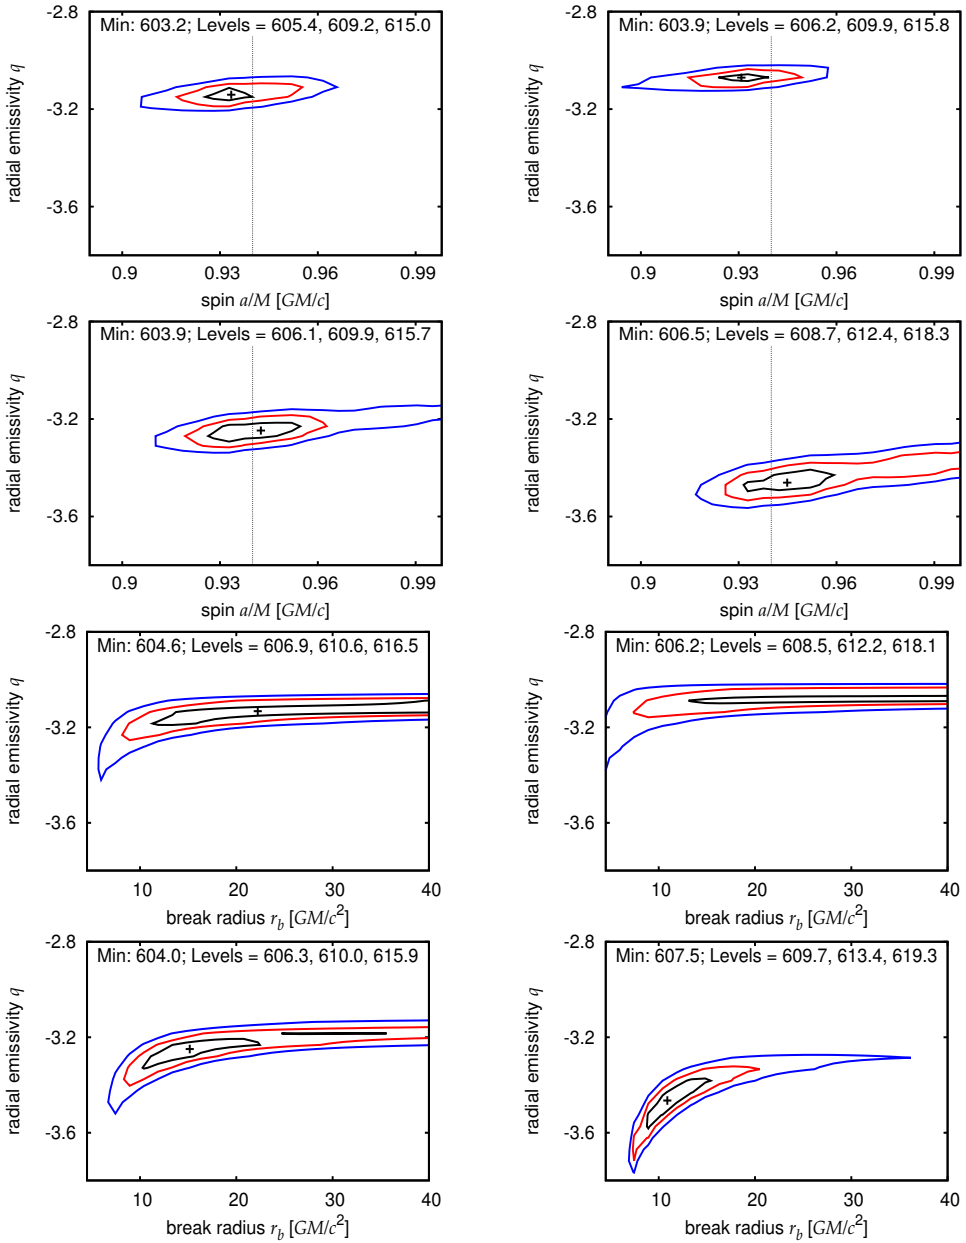 Min: 603.2; Levels = 605.4, 609.2, 615.0
-2.8
-3.2
-3.6
radial emissivity q
0.9 0.93 0.96 0.99
spin a/M [GM/c]
Min: 603.9; Levels = 606.2, 609.9, 615.8
-2.8
-3.2
-3.6
radial emissivity q
0.9 0.93 0.96 0.99
spin a/M [GM/c]
Min: 603.9; Levels = 606.1, 609.9, 615.7
-2.8
-3.2
-3.6
radial emissivity q
0.9 0.93 0.96 0.99
spin a/M [GM/c]
Min: 606.5; Levels = 608.7, 612.4, 618.3
-2.8
-3.2
-3.6
radial emissivity q
0.9 0.93 0.96 0.99
spin a/M [GM/c]
Min: 604.6; Levels = 606.9, 610.6, 616.5
-2.8
-3.2
-3.6
radial emissivity q
10 20 30 40
break radius r_b [GM/c²]
Min: 606.2; Levels = 608.5, 612.2, 618.1
-2.8
-3.2
-3.6
radial emissivity q
10 20 30 40
break radius r_b [GM/c²]
Min: 604.0; Levels = 606.3, 610.0, 615.9
-2.8
-3.2
-3.6
radial emissivity q
10 20 30 40
break radius r_b [GM/c²]
Min: 607.5; Levels = 609.7, 613.4, 619.3
-2.8
-3.2
-3.6
radial emissivity q
10 20 30 40
break radius r_b [GM/c²]